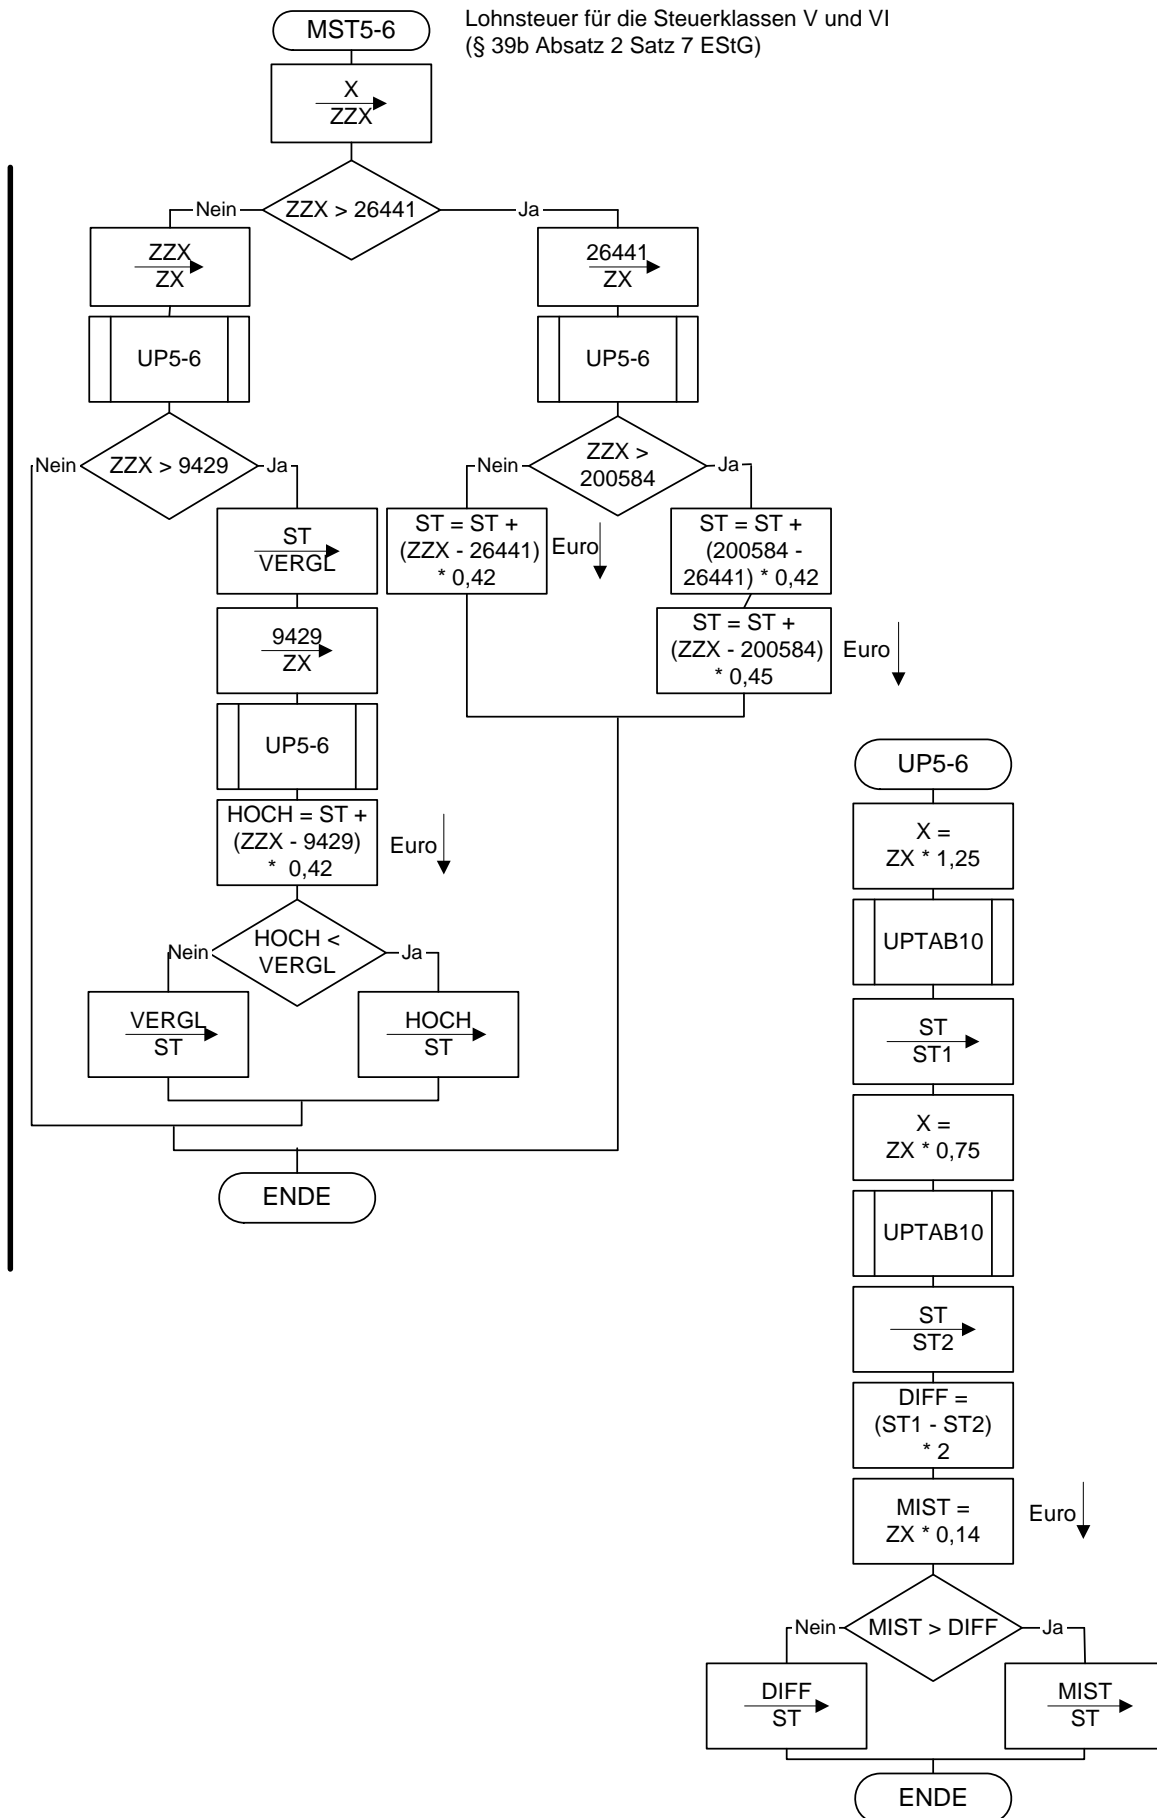 MST5-6
Lohnsteuer für die Steuerklassen V und VI
(§ 39b Absatz 2 Satz 7 EStG)
X
ZZX
Nein
ZZX > 26441
Ja
ZZX
ZX
26441
ZX
UP5-6
UP5-6
Nein
ZZX > 9429
Ja
Nein
ZZX >
200584
Ja
ST
VERGL
ST = ST +
(ZZX - 26441)
* 0,42
Euro
ST = ST +
(200584 -
26441) * 0,42
9429
ZX
ST = ST +
(ZZX - 200584)
* 0,45
Euro
UP5-6
HOCH = ST +
(ZZX - 9429)
* 0,42
Euro
Nein
HOCH <
VERGL
Ja
VERGL
ST
HOCH
ST
ENDE
UP5-6
X =
ZX * 1,25
UPTAB10
ST
ST1
X =
ZX * 0,75
UPTAB10
ST
ST2
DIFF =
(ST1 - ST2)
* 2
MIST =
ZX * 0,14
Euro
Nein
MIST > DIFF
Ja
DIFF
ST
MIST
ST
ENDE